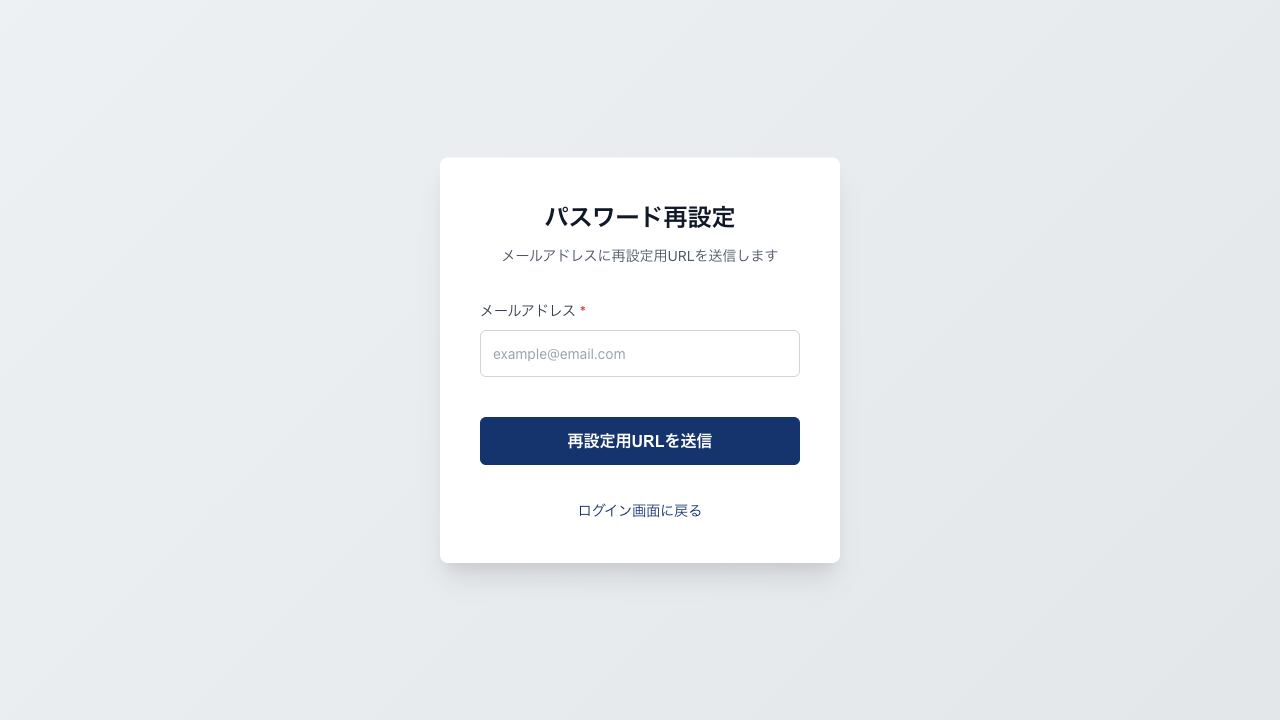 パスワード再設定
メールアドレスに再設定用URLを送信します
メールアドレス *
example@email.com
再設定用URLを送信
ログイン画面に戻る